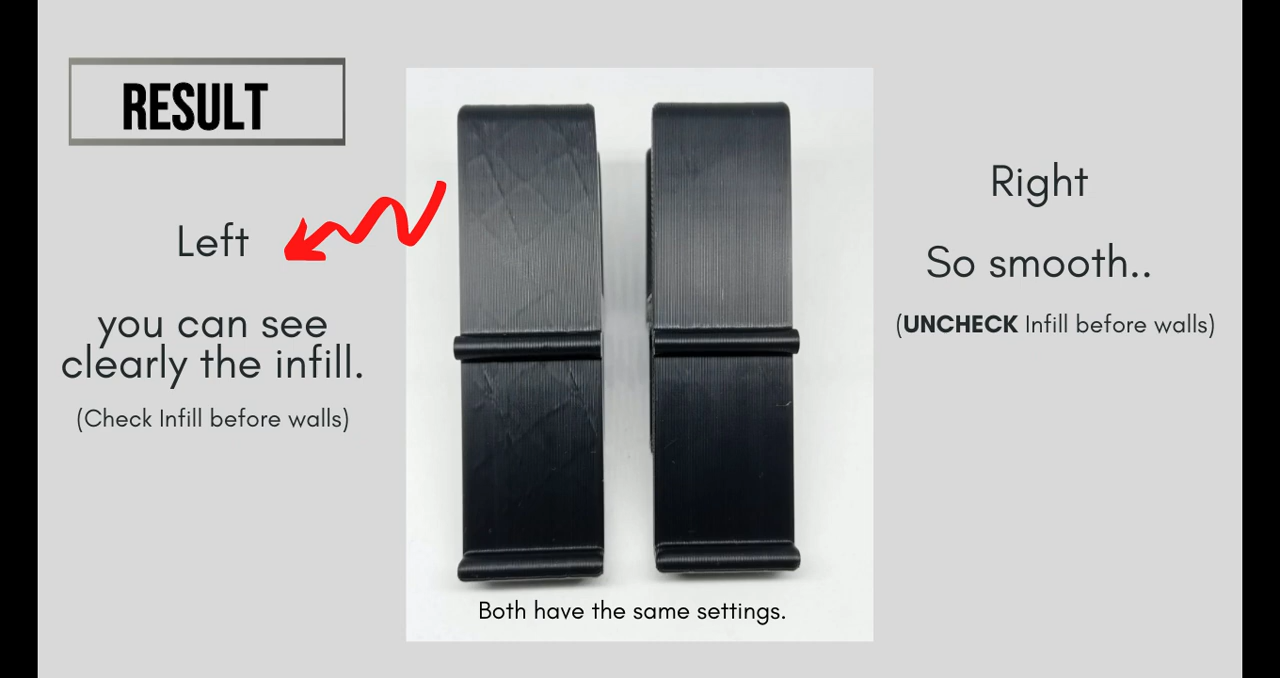 RESULT
Left
you can see
clearly the infill.
(Check Infill before walls)
Both have the same settings.
Right
So smooth..
(UNCHECK Infill before walls)